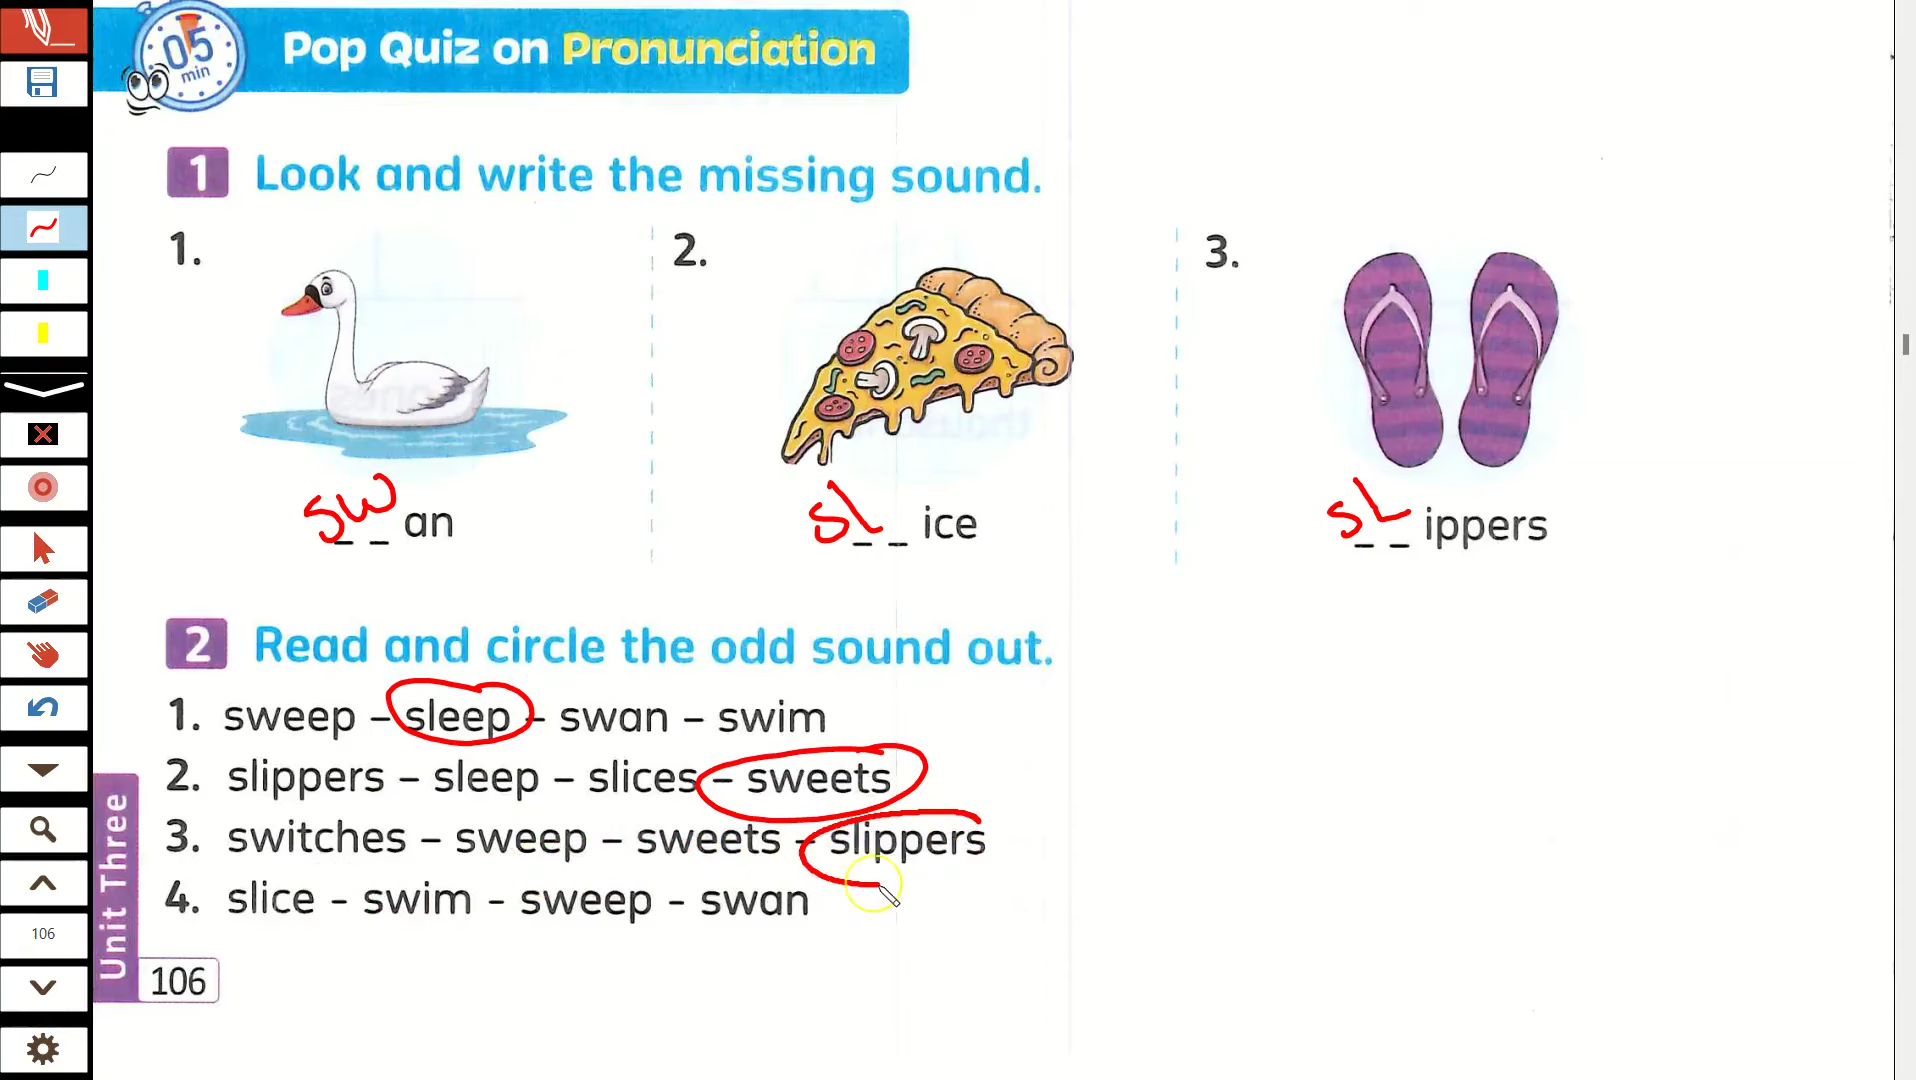 05 min
Pop Quiz on Pronunciation
1 Look and write the missing sound.
1. 2. 3.
sw _ _ an sl _ _ ice sL _ _ ippers
2 Read and circle the odd sound out.
1. sweep – sleep – swan – swim
2. slippers – sleep – slices – sweets
3. switches – sweep – sweets – slippers
4. slice - swim - sweep - swan
Unit Three
106
106